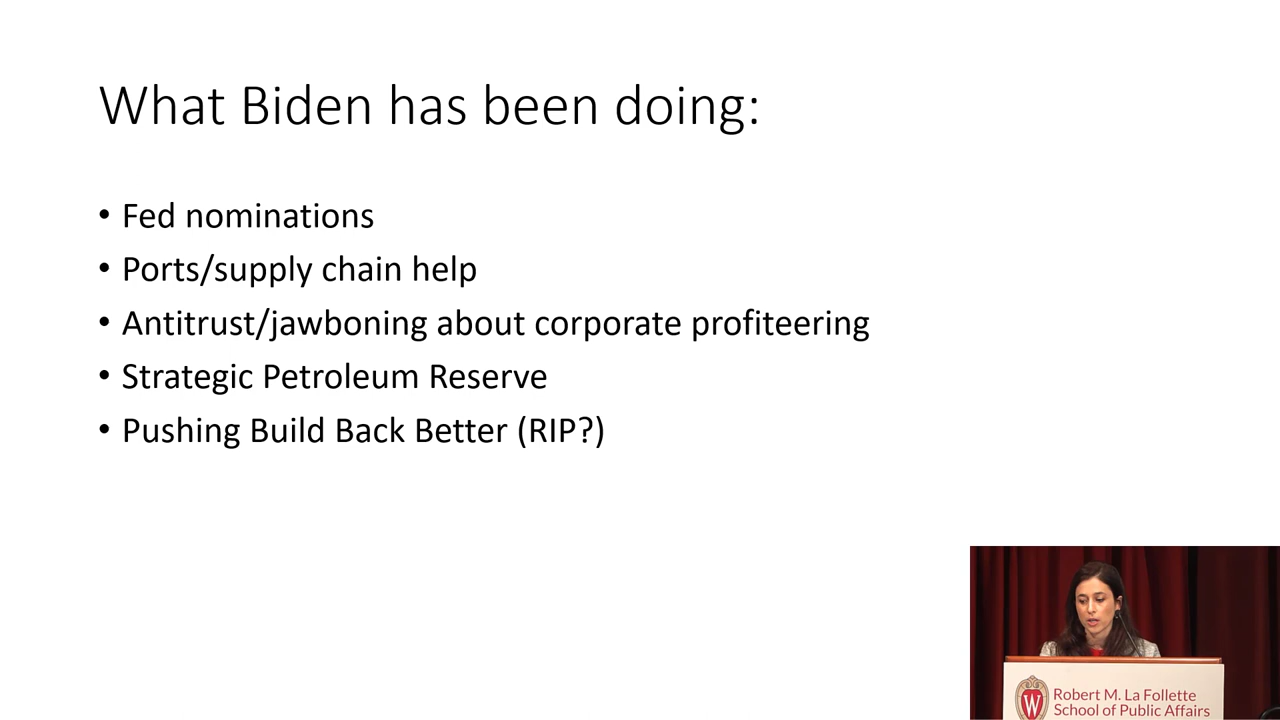 What Biden has been doing:
• Fed nominations
• Ports/supply chain help
• Antitrust/jawboning about corporate profiteering
• Strategic Petroleum Reserve
• Pushing Build Back Better (RIP?)
W
Robert M. La Follette
School of Public Affairs